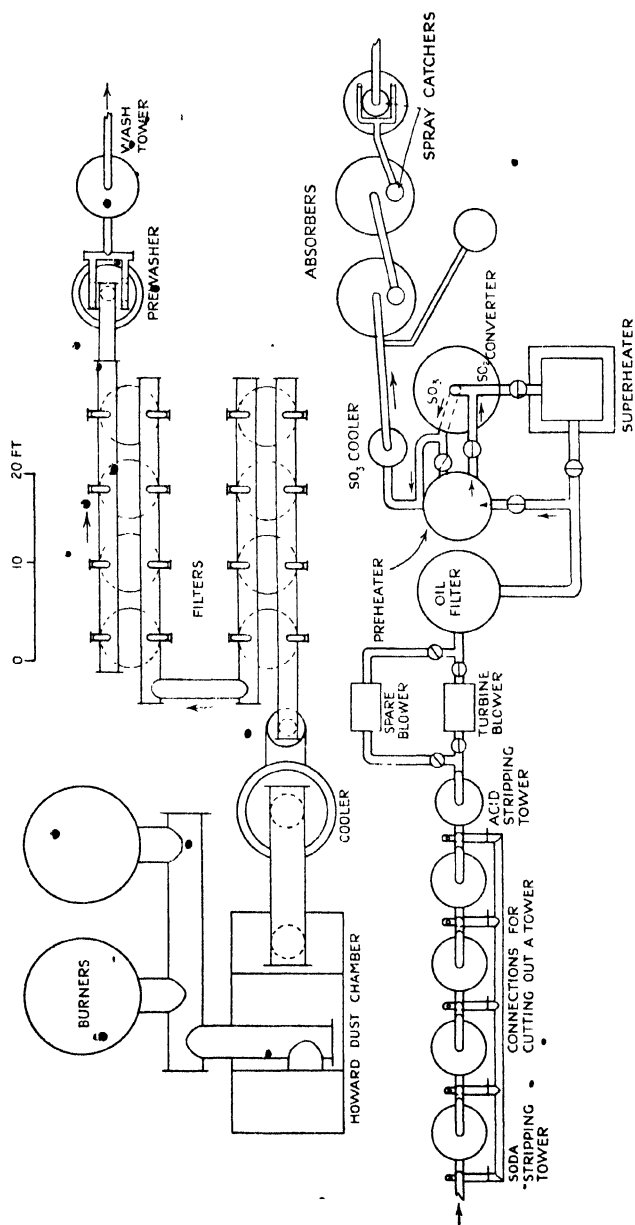 BURNERS
HOWARD DUST CHAMBER
COOLER
0 10 20 FT
FILTERS
PREWASHER
WASH
TOWER
SODA
STRIPPING
TOWER
CONNECTIONS FOR
CUTTING OUT A TOWER
ACID
STRIPPING
TOWER
SPARE
BLOWER
TURBINE
BLOWER
OIL
FILTER
PREHEATER
SO3 COOLER
SO3
SO2 CONVERTER
SUPERHEATER
ABSORBERS
SPRAY CATCHERS